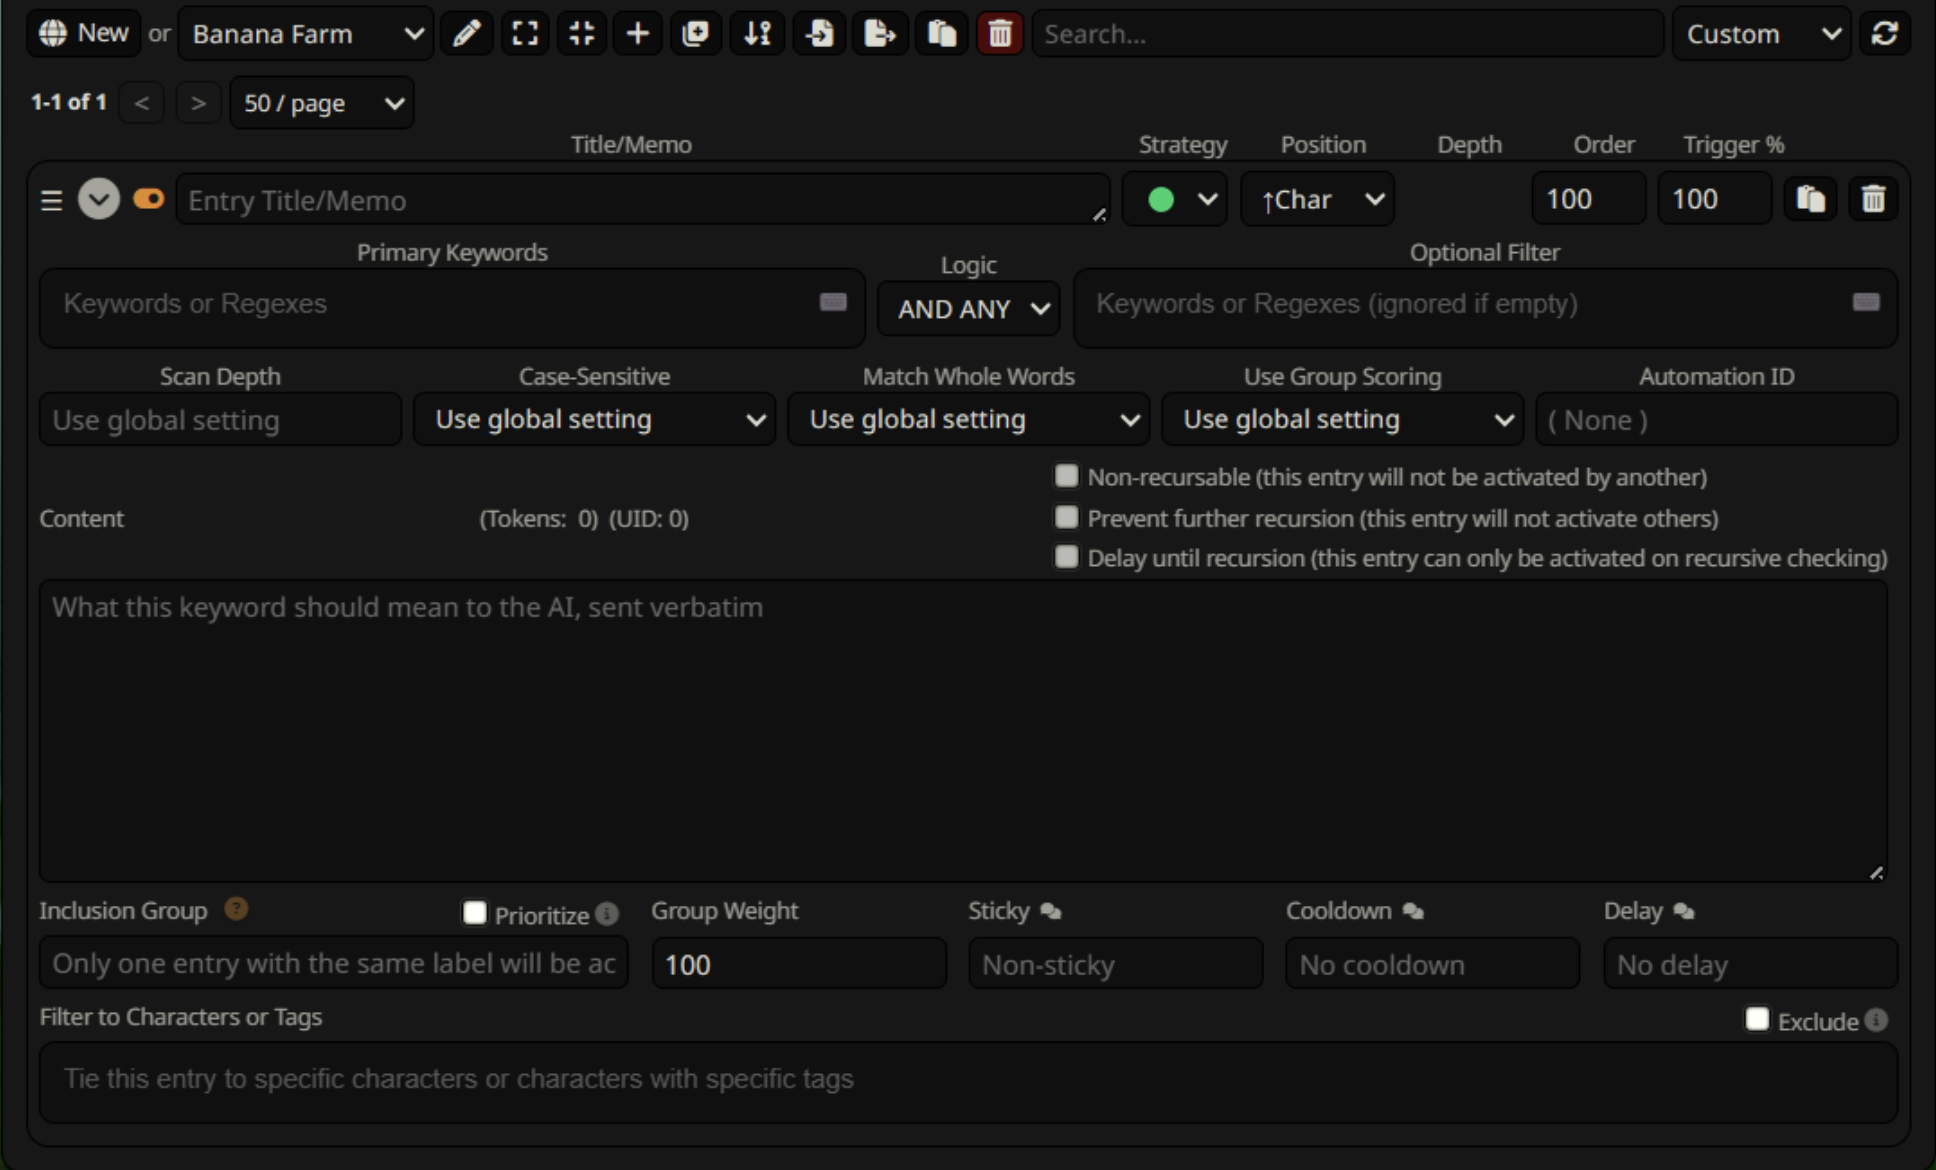 New or Banana Farm Search... Custom
1-1 of 1 < > 50 / page
Title/Memo Strategy Position Depth Order Trigger %
Entry Title/Memo ↑Char 100 100
Primary Keywords Logic Optional Filter
Keywords or Regexes AND ANY Keywords or Regexes (ignored if empty)
Scan Depth Case-Sensitive Match Whole Words Use Group Scoring Automation ID
Use global setting Use global setting Use global setting Use global setting ( None )
Non-recursable (this entry will not be activated by another)
Content (Tokens: 0) (UID: 0) Prevent further recursion (this entry will not activate others)
Delay until recursion (this entry can only be activated on recursive checking)
What this keyword should mean to the AI, sent verbatim
Inclusion Group ? Prioritize i Group Weight Sticky Cooldown Delay
Only one entry with the same label will be ac 100 Non-sticky No cooldown No delay
Filter to Characters or Tags Exclude i
Tie this entry to specific characters or characters with specific tags